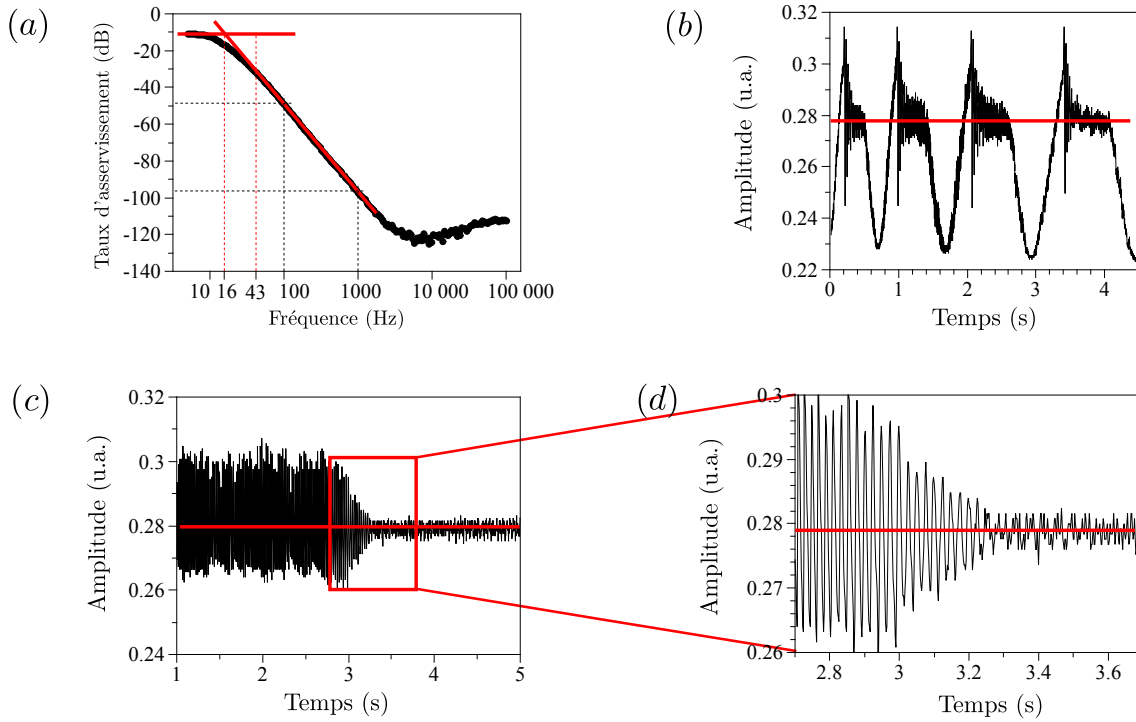 (a)
Taux d'asservissement (dB)
0
-20
-40
-60
-80
-100
-120
-140
10 16 43 100 1000 10 000 100 000
Fréquence (Hz)
(b)
Amplitude (u.a.)
0.32
0.3
0.28
0.26
0.24
0.22
0 1 2 3 4
Temps (s)
(c)
Amplitude (u.a.)
0.32
0.3
0.28
0.26
0.24
1 2 3 4 5
Temps (s)
(d)
Amplitude (u.a.)
0.3
0.29
0.28
0.27
0.26
2.8 3 3.2 3.4 3.6
Temps (s)